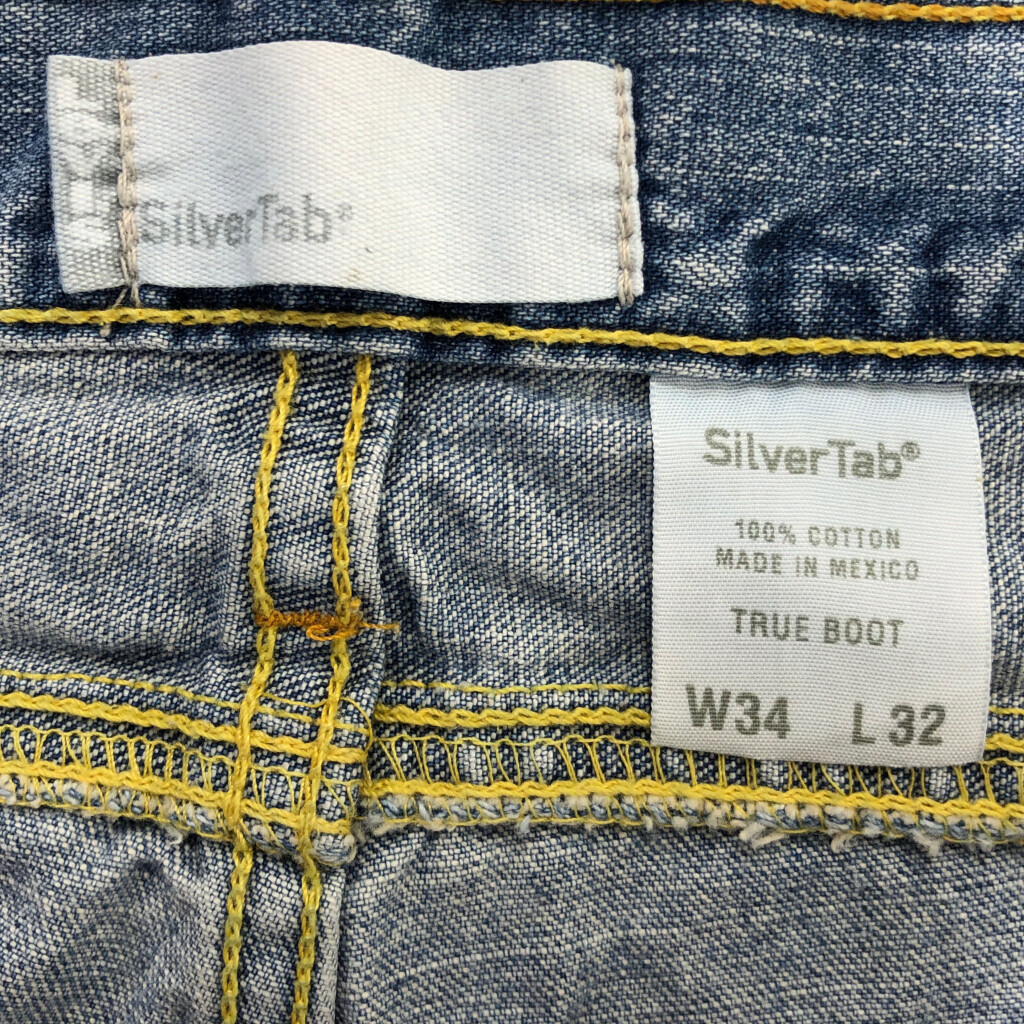 SilverTab®
SilverTab®
100% COTTON
MADE IN MEXICO
TRUE BOOT
W34 L32